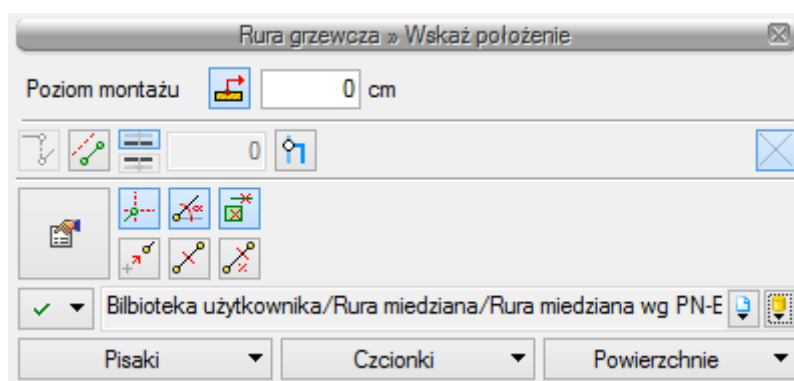 Rura grzewcza » Wskaż położenie
Poziom montażu 0 cm
0
Bilbioteka użytkownika/Rura miedziana/Rura miedziana wg PN-E
Pisaki Czcionki Powierzchnie